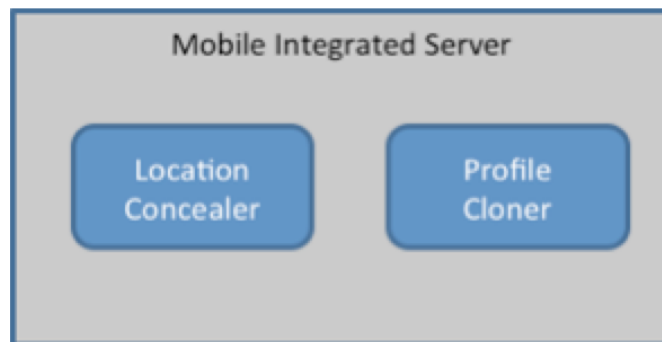 Mobile Integrated Server
Location
Concealer
Profile
Cloner